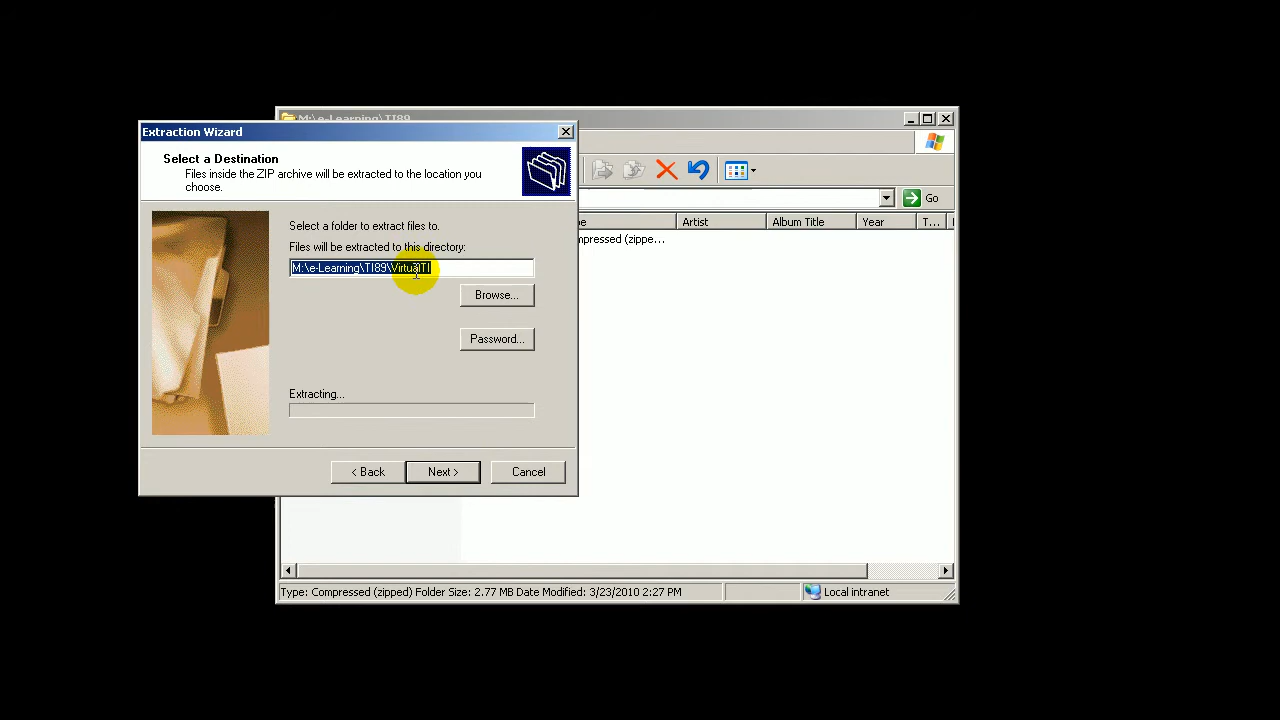 M:\e-Learning\TI89
Extraction Wizard
Select a Destination
Files inside the ZIP archive will be extracted to the location you
choose.
Go
Artist
Album Title
Year
T...
Select a folder to extract files to.
Files will be extracted to this directory:
mpressed (zippe...
M:\e-Learning\TI89\VirtualTI
Browse...
Password...
Extracting...
< Back
Next >
Cancel
Type: Compressed (zipped) Folder Size: 2.77 MB Date Modified: 3/23/2010 2:27 PM
Local intranet